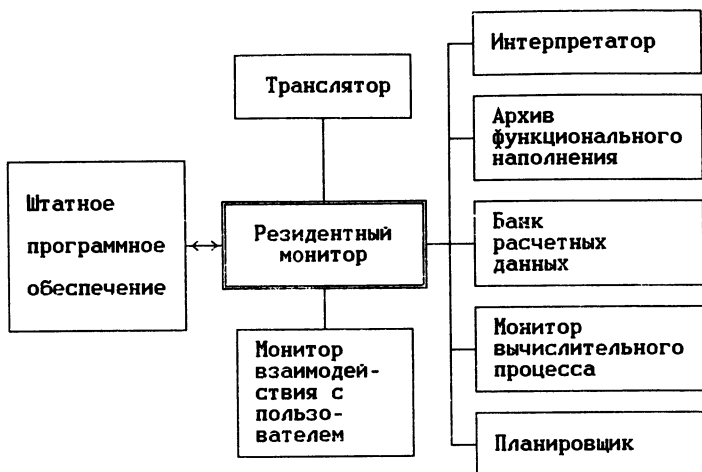 Транслятор
Штатное
программное
обеспечение
Резидентный
монитор
Монитор
взаимодей-
ствия с
пользо-
вателем
Интерпретатор
Архив
функционального
наполнения
Банк
расчетных
данных
Монитор
вычислительного
процесса
Планировщик